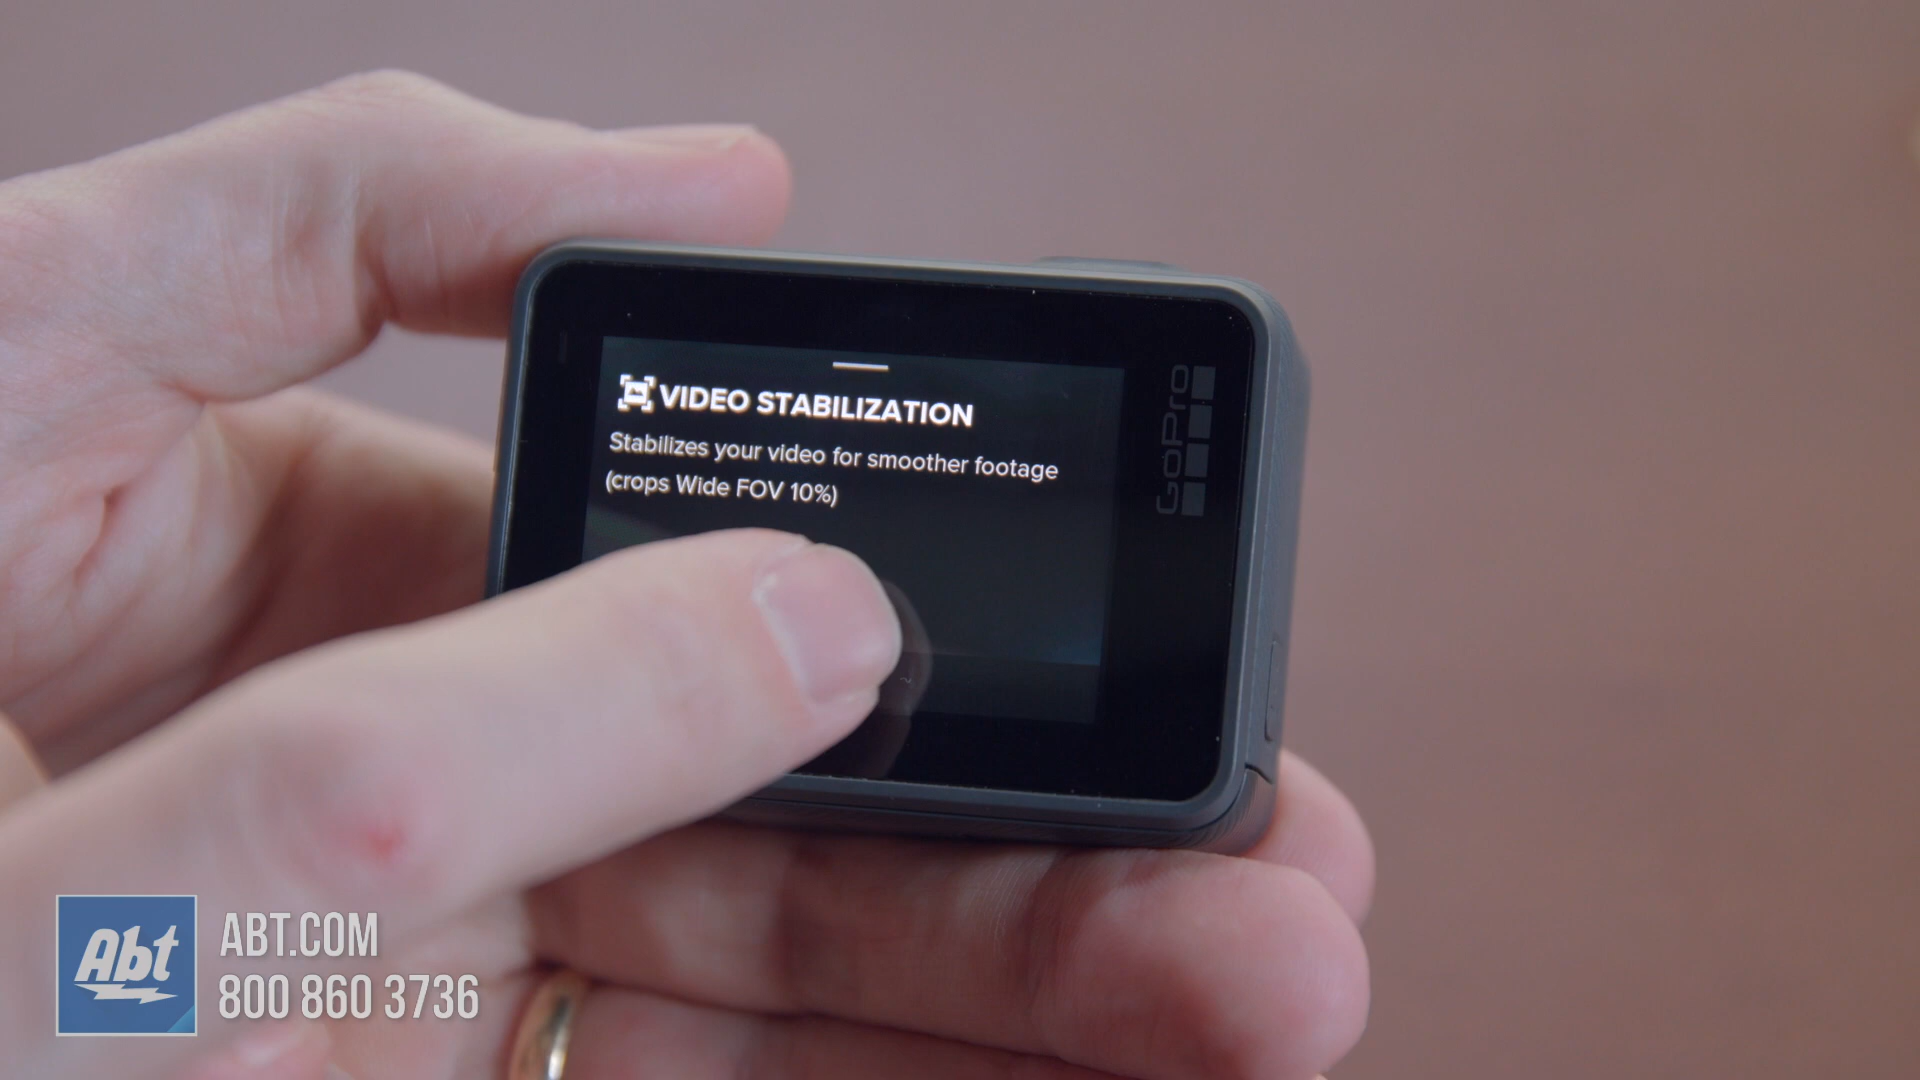 VIDEO STABILIZATION
Stabilizes your video for smoother footage
(crops Wide FOV 10%)
GoPro
Abt
ABT.COM
800 860 3736